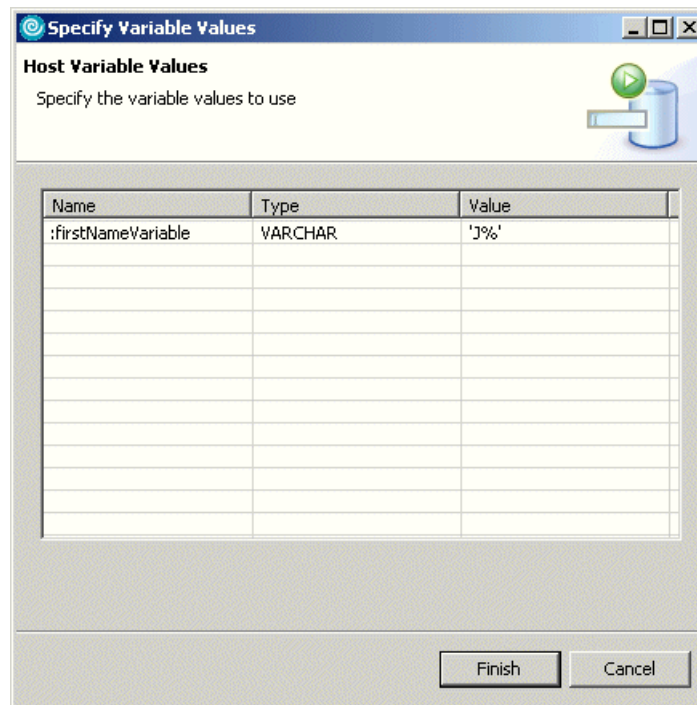 Specify Variable Values
Host Variable Values
Specify the variable values to use
Name Type Value
:firstNameVariable VARCHAR 'J%'
Finish Cancel